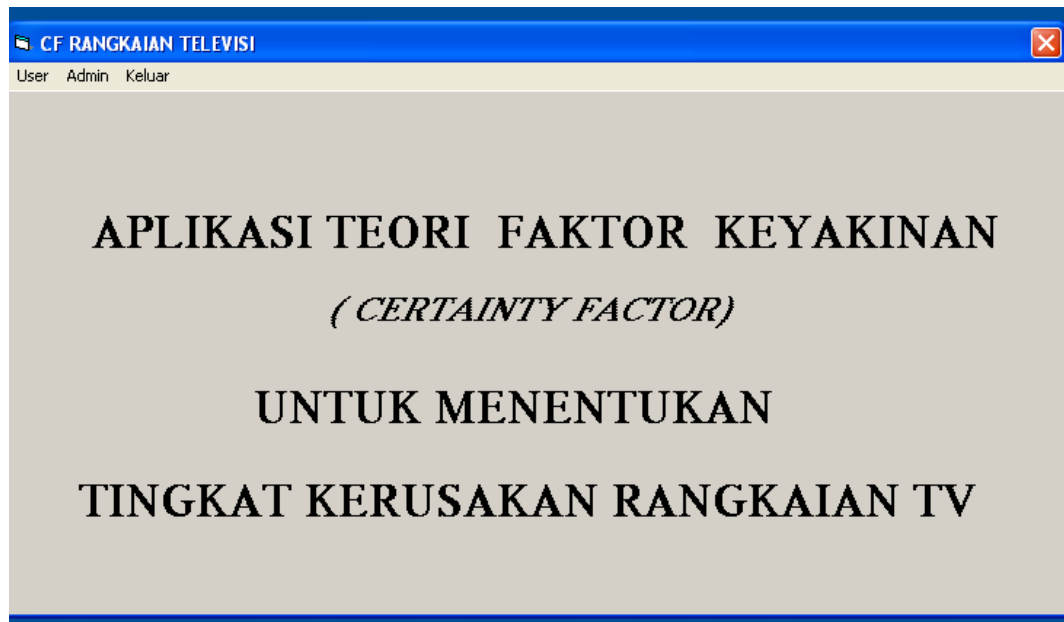 CF RANGKAIAN TELEVISI
User Admin Keluar
APLIKASI TEORI FAKTOR KEYAKINAN
( CERTAINTY FACTOR)
UNTUK MENENTUKAN
TINGKAT KERUSAKAN RANGKAIAN TV